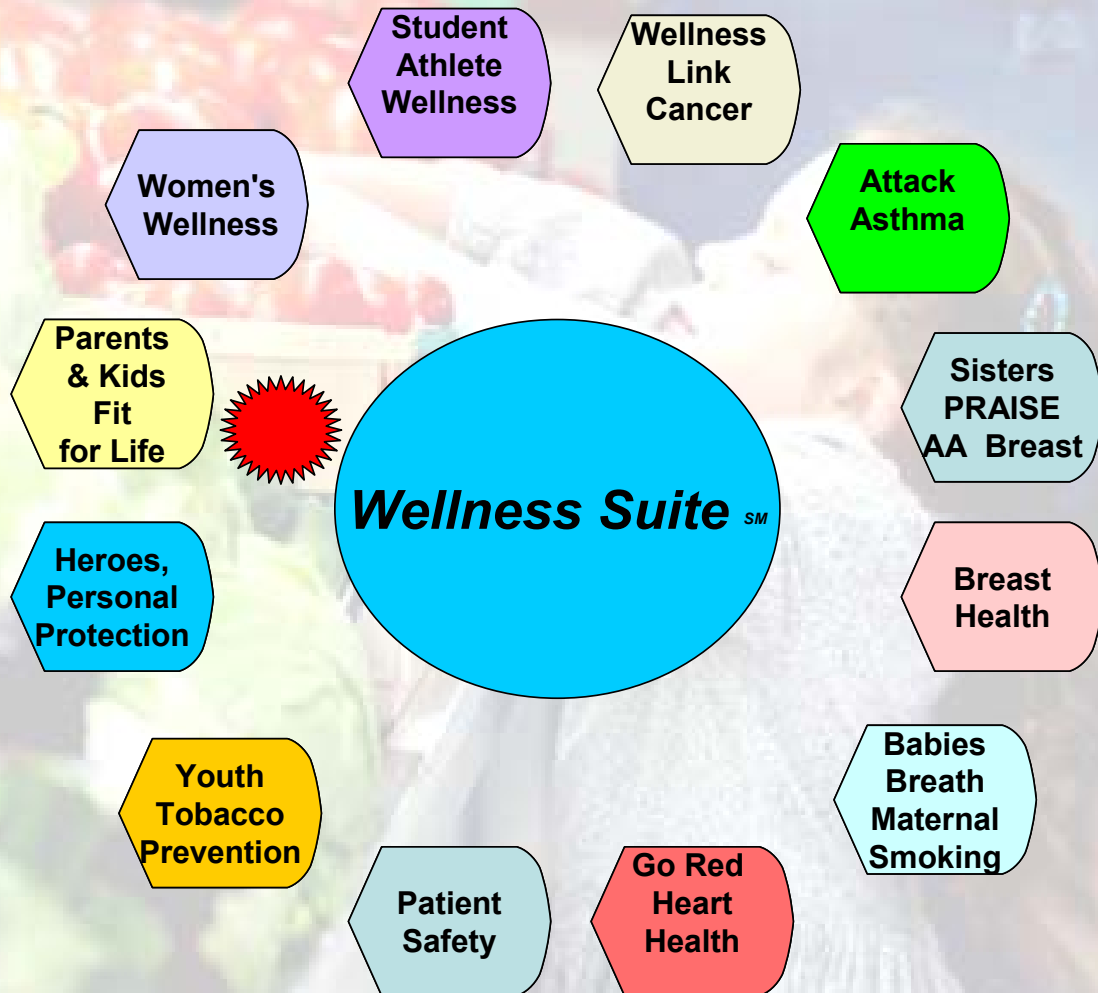 Student
Athlete
Wellness
Wellness
Link
Cancer
Attack
Asthma
Women's
Wellness
Parents
& Kids
Fit
for Life
Sisters
PRAISE
AA Breast
Wellness Suite SM
Heroes,
Personal
Protection
Breast
Health
Babies
Breath
Maternal
Smoking
Youth
Tobacco
Prevention
Patient
Safety
Go Red
Heart
Health